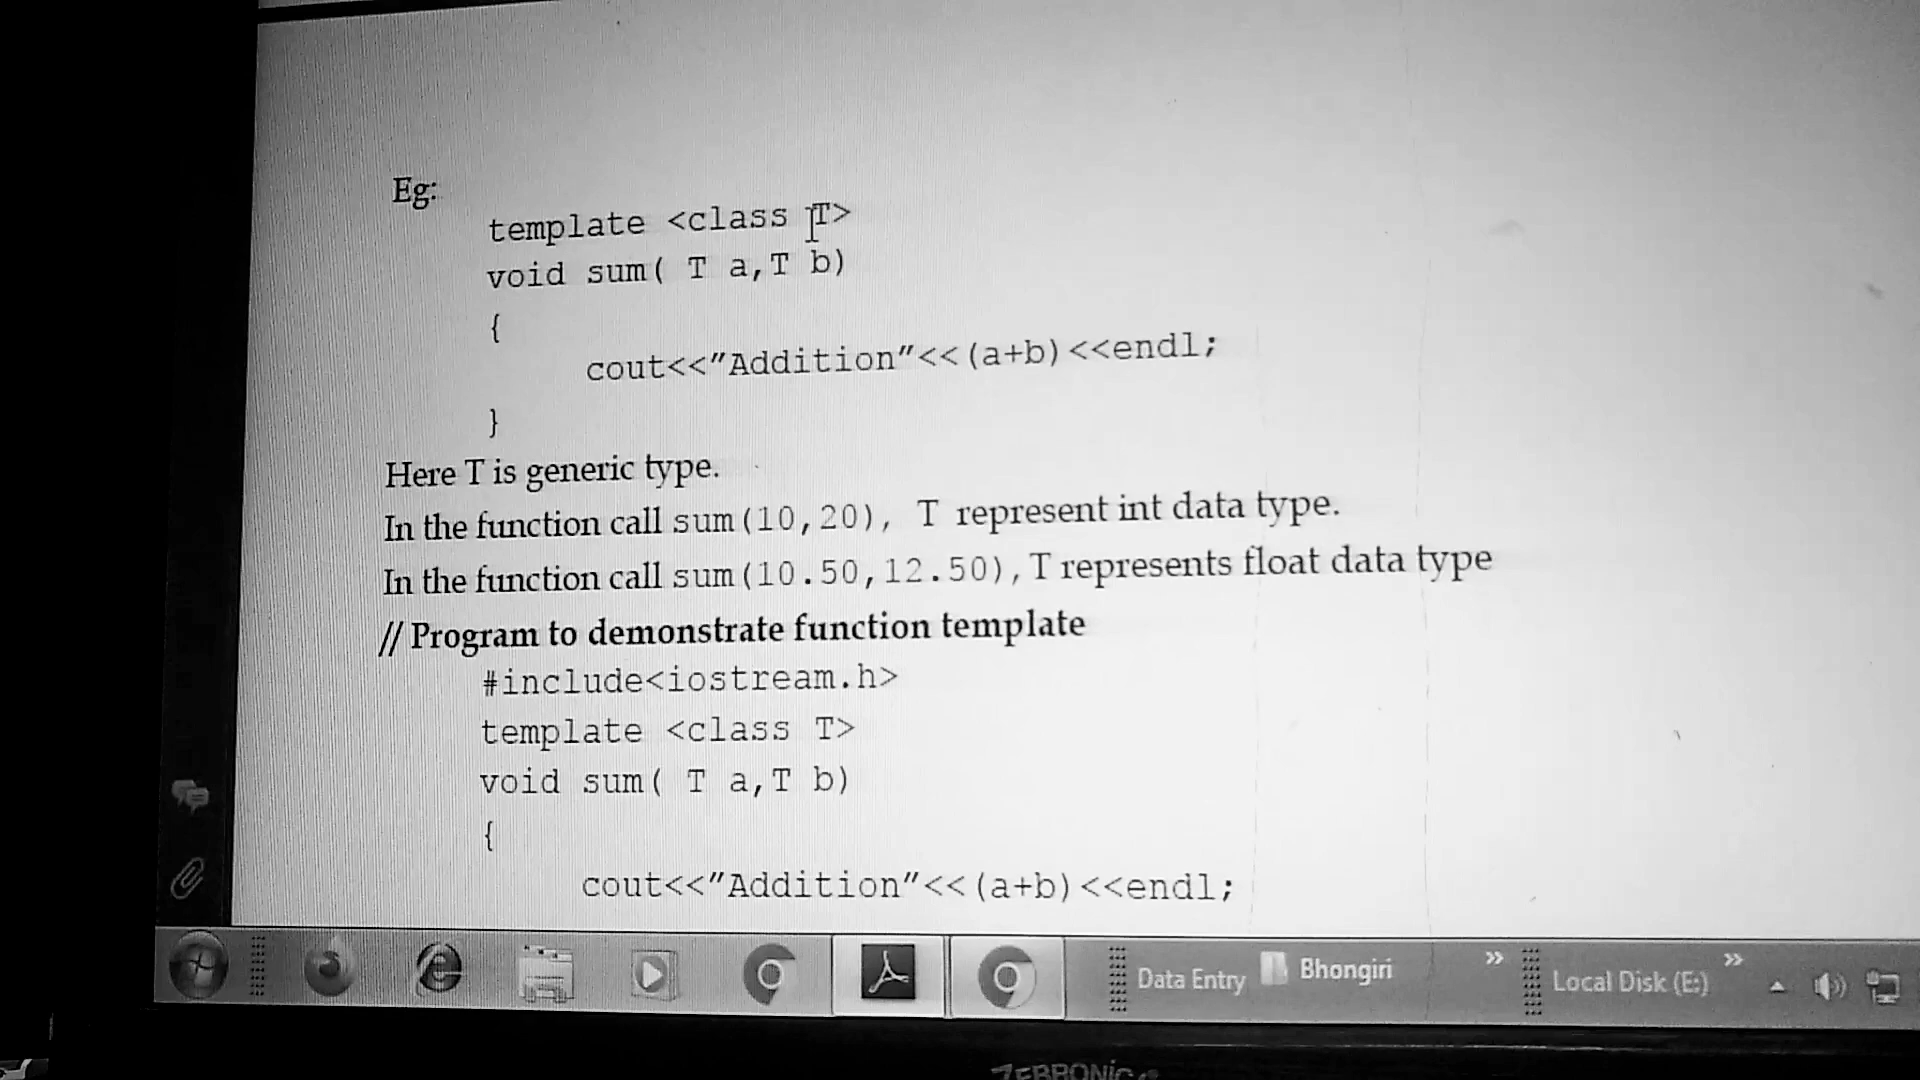 Eg:
template <class T>
void sum( T a,T b)
{
cout<<"Addition"<<(a+b)<<endl;
}
Here T is generic type.
In the function call sum(10,20), T represent int data type.
In the function call sum(10.50,12.50),T represents float data type
// Program to demonstrate function template
#include<iostream.h>
template <class T>
void sum( T a,T b)
{
cout<<"Addition"<<(a+b)<<endl;
Data Entry Bhongiri » Local Disk (E:) »
ZEBRONICS